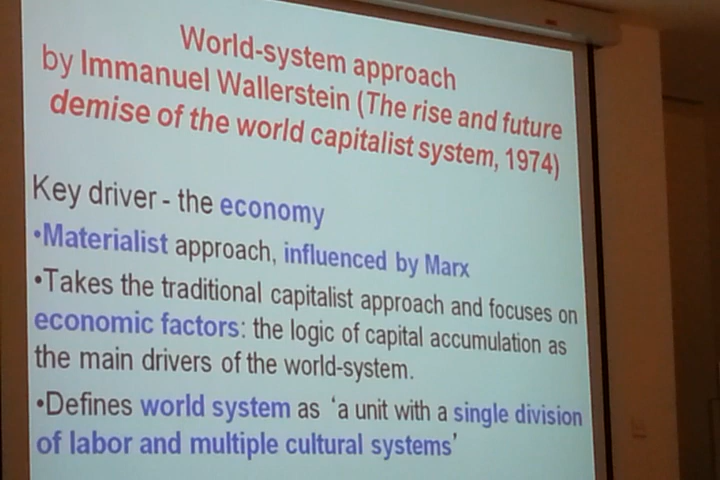 World-system approach
by Immanuel Wallerstein (The rise and future
demise of the world capitalist system, 1974)
Key driver - the economy
•Materialist approach, influenced by Marx
•Takes the traditional capitalist approach and focuses on
economic factors: the logic of capital accumulation as
the main drivers of the world-system.
•Defines world system as ‘a unit with a single division
of labor and multiple cultural systems’